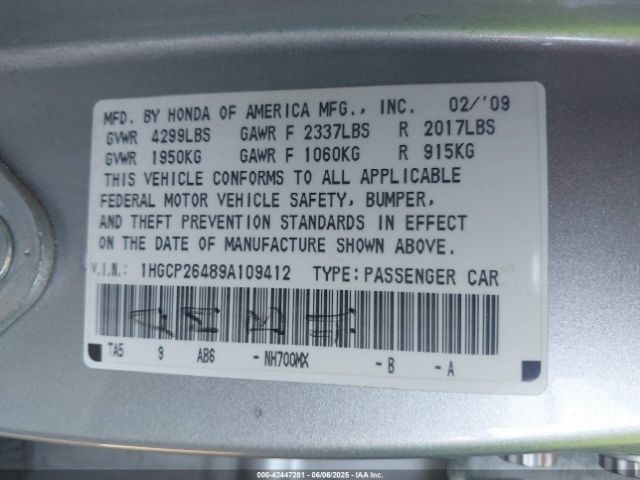 MFD. BY HONDA OF AMERICA MFG., INC. 02/'09
GVWR 4299LBS GAWR F 2337LBS R 2017LBS
GVWR 1950KG GAWR F 1060KG R 915KG
THIS VEHICLE CONFORMS TO ALL APPLICABLE
FEDERAL MOTOR VEHICLE SAFETY, BUMPER,
AND THEFT PREVENTION STANDARDS IN EFFECT
ON THE DATE OF MANUFACTURE SHOWN ABOVE.
V.I.N.: 1HGCP26489A109412 TYPE: PASSENGER CAR
TA5 9 AB6 - NH700MX - B - A
000-42447281 - 06/06/2025 - IAAI.com